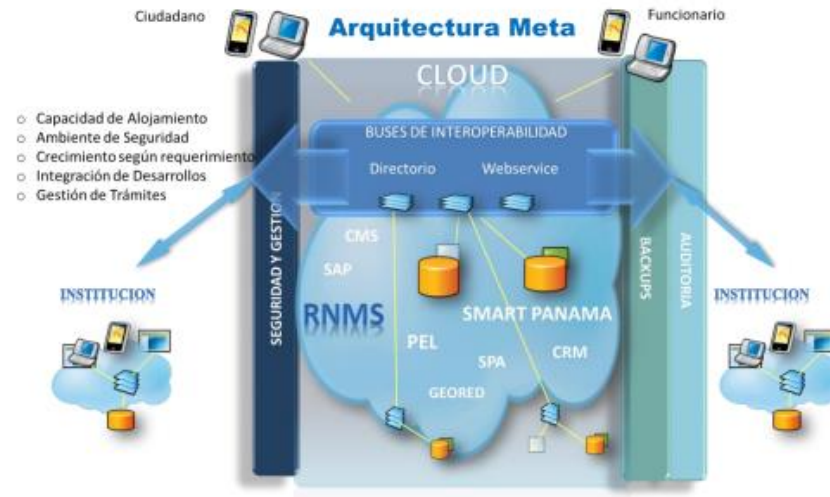 Ciudadano
Arquitectura Meta
Funcionario
CLOUD
BUSES DE INTEROPERABILIDAD
Directorio
Webservice
○ Capacidad de Alojamiento
○ Ambiente de Seguridad
○ Crecimiento según requerimiento
○ Integración de Desarrollos
○ Gestión de Trámites
SEGURIDAD Y GESTION
CMS
SAP
RNMS
SMART PANAMA
PEL
SPA
CRM
GEORED
BACKUPS
AUDITORIA
INSTITUCION
INSTITUCION